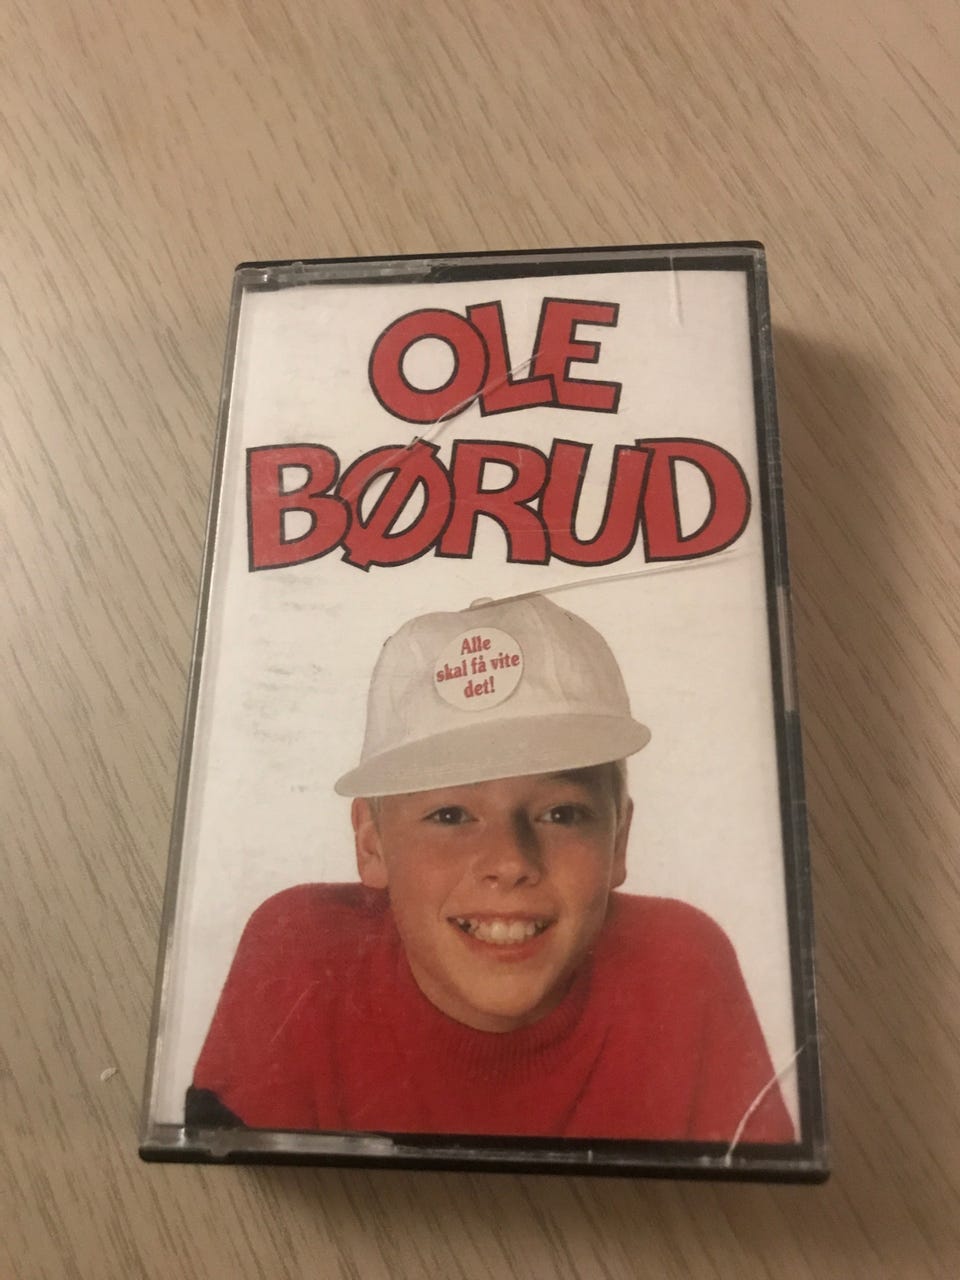 OLE
BØRUD
Alle
skal få vite
det!